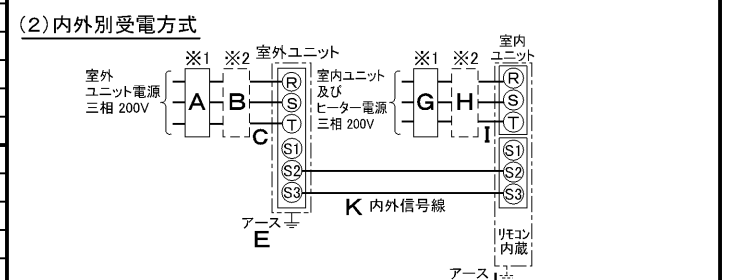 (2)内外別受電方式
※1 ※2 室外ユニット
室外
ユニット電源
三相 200V
A
B
C
R
S
T
S1
S2
S3
アース
E
※1 ※2 室内
ユニット
室内ユニット
及び
ヒーター電源
三相 200V
G
H
I
R
S
T
S1
S2
S3
K 内外信号線
リモコン
内蔵
アース